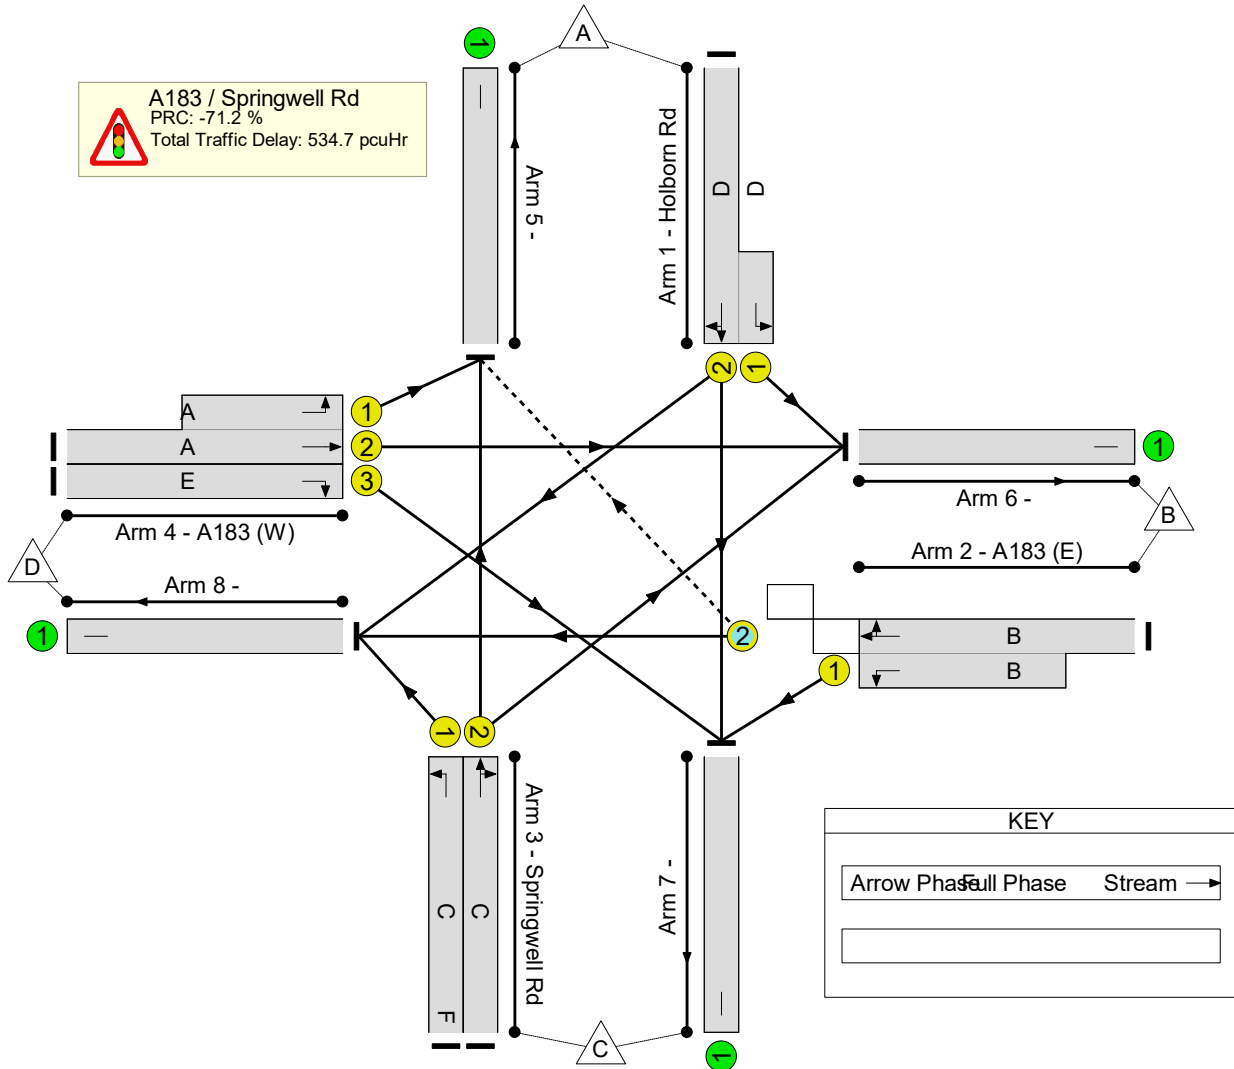 A
1
A183 / Springwell Rd
PRC: -71.2 %
Total Traffic Delay: 534.7 pcuHr
Arm 5 -
Arm 1 - Holborn Rd
D
D
2
1
A
1
A
2
E
3
Arm 4 - A183 (W)
D
Arm 8 -
1
1
Arm 6 -
B
Arm 2 - A183 (E)
2
B
1
B
1
2
C
C
F
Arm 3 - Springwell Rd
Arm 7 -
C
1
KEY
Arrow Phase
Full Phase
Stream